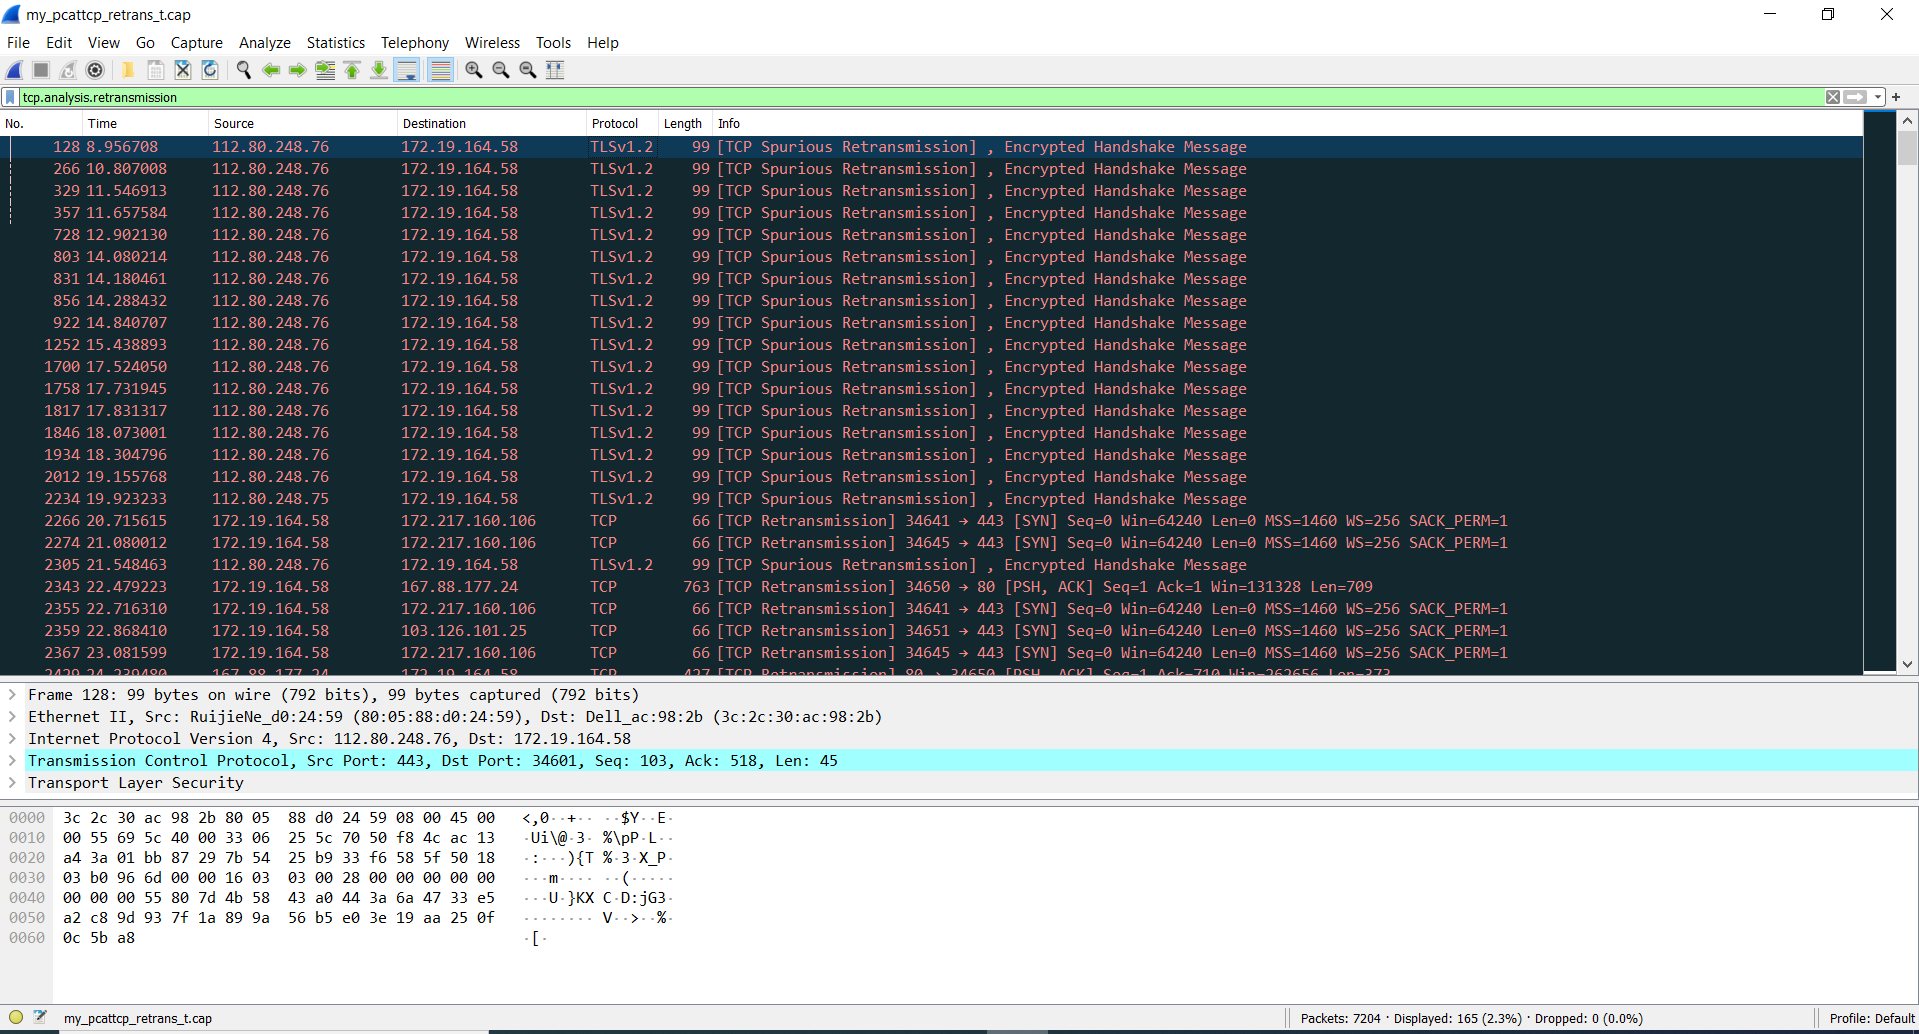 my_pcattcp_retrans_t.cap
File Edit View Go Capture Analyze Statistics Telephony Wireless Tools Help
tcp.analysis.retransmission
No. Time Source Destination Protocol Length Info
128 8.956708 112.80.248.76 172.19.164.58 TLSv1.2 99 [TCP Spurious Retransmission] , Encrypted Handshake Message
266 10.807008 112.80.248.76 172.19.164.58 TLSv1.2 99 [TCP Spurious Retransmission] , Encrypted Handshake Message
329 11.546913 112.80.248.76 172.19.164.58 TLSv1.2 99 [TCP Spurious Retransmission] , Encrypted Handshake Message
357 11.657584 112.80.248.76 172.19.164.58 TLSv1.2 99 [TCP Spurious Retransmission] , Encrypted Handshake Message
728 12.902130 112.80.248.76 172.19.164.58 TLSv1.2 99 [TCP Spurious Retransmission] , Encrypted Handshake Message
803 14.080214 112.80.248.76 172.19.164.58 TLSv1.2 99 [TCP Spurious Retransmission] , Encrypted Handshake Message
831 14.180461 112.80.248.76 172.19.164.58 TLSv1.2 99 [TCP Spurious Retransmission] , Encrypted Handshake Message
856 14.288432 112.80.248.76 172.19.164.58 TLSv1.2 99 [TCP Spurious Retransmission] , Encrypted Handshake Message
922 14.840707 112.80.248.76 172.19.164.58 TLSv1.2 99 [TCP Spurious Retransmission] , Encrypted Handshake Message
1252 15.438893 112.80.248.76 172.19.164.58 TLSv1.2 99 [TCP Spurious Retransmission] , Encrypted Handshake Message
1700 17.524050 112.80.248.76 172.19.164.58 TLSv1.2 99 [TCP Spurious Retransmission] , Encrypted Handshake Message
1758 17.731945 112.80.248.76 172.19.164.58 TLSv1.2 99 [TCP Spurious Retransmission] , Encrypted Handshake Message
1817 17.831317 112.80.248.76 172.19.164.58 TLSv1.2 99 [TCP Spurious Retransmission] , Encrypted Handshake Message
1846 18.073001 112.80.248.76 172.19.164.58 TLSv1.2 99 [TCP Spurious Retransmission] , Encrypted Handshake Message
1934 18.304796 112.80.248.76 172.19.164.58 TLSv1.2 99 [TCP Spurious Retransmission] , Encrypted Handshake Message
2012 19.155768 112.80.248.76 172.19.164.58 TLSv1.2 99 [TCP Spurious Retransmission] , Encrypted Handshake Message
2234 19.923233 112.80.248.75 172.19.164.58 TLSv1.2 99 [TCP Spurious Retransmission] , Encrypted Handshake Message
2266 20.715615 172.19.164.58 172.217.160.106 TCP 66 [TCP Retransmission] 34641 → 443 [SYN] Seq=0 Win=64240 Len=0 MSS=1460 WS=256 SACK_PERM=1
2274 21.080012 172.19.164.58 172.217.160.106 TCP 66 [TCP Retransmission] 34645 → 443 [SYN] Seq=0 Win=64240 Len=0 MSS=1460 WS=256 SACK_PERM=1
2305 21.548463 112.80.248.76 172.19.164.58 TLSv1.2 99 [TCP Spurious Retransmission] , Encrypted Handshake Message
2343 22.479223 172.19.164.58 167.88.177.24 TCP 763 [TCP Retransmission] 34650 → 80 [PSH, ACK] Seq=1 Ack=1 Win=131328 Len=709
2355 22.716310 172.19.164.58 172.217.160.106 TCP 66 [TCP Retransmission] 34641 → 443 [SYN] Seq=0 Win=64240 Len=0 MSS=1460 WS=256 SACK_PERM=1
2359 22.868410 172.19.164.58 103.126.101.25 TCP 66 [TCP Retransmission] 34651 → 443 [SYN] Seq=0 Win=64240 Len=0 MSS=1460 WS=256 SACK_PERM=1
2367 23.081599 172.19.164.58 172.217.160.106 TCP 66 [TCP Retransmission] 34645 → 443 [SYN] Seq=0 Win=64240 Len=0 MSS=1460 WS=256 SACK_PERM=1
2429 24.239480 167.88.177.24 172.19.164.58 TCP 427 [TCP Retransmission] 80 → 34650 [PSH, ACK] Seq=1 Ack=710 Win=262656 Len=373
Frame 128: 99 bytes on wire (792 bits), 99 bytes captured (792 bits)
Ethernet II, Src: RuijieNe_d0:24:59 (80:05:88:d0:24:59), Dst: Dell_ac:98:2b (3c:2c:30:ac:98:2b)
Internet Protocol Version 4, Src: 112.80.248.76, Dst: 172.19.164.58
Transmission Control Protocol, Src Port: 443, Dst Port: 34601, Seq: 103, Ack: 518, Len: 45
Transport Layer Security
0000 3c 2c 30 ac 98 2b 80 05 88 d0 24 59 08 00 45 00 <,0··+·· ··$Y··E·
0010 00 55 69 5c 40 00 33 06 25 5c 70 50 f8 4c ac 13 ·Ui\@·3· %\pP·L··
0020 a4 3a 01 bb 87 29 7b 54 25 b9 33 f6 58 5f 50 18 ·:···){T %·3·X_P·
0030 03 b0 96 6d 00 00 16 03 03 00 28 00 00 00 00 00 ···m···· ··(·····
0040 00 00 00 55 80 7d 4b 58 43 a0 44 3a 6a 47 33 e5 ···U·}KX C·D:jG3·
0050 a2 c8 9d 93 7f 1a 89 9a 56 b5 e0 3e 19 aa 25 0f ········ V··>··%·
0060 0c 5b a8 ·[·
my_pcattcp_retrans_t.cap Packets: 7204 · Displayed: 165 (2.3%) · Dropped: 0 (0.0%) Profile: Default